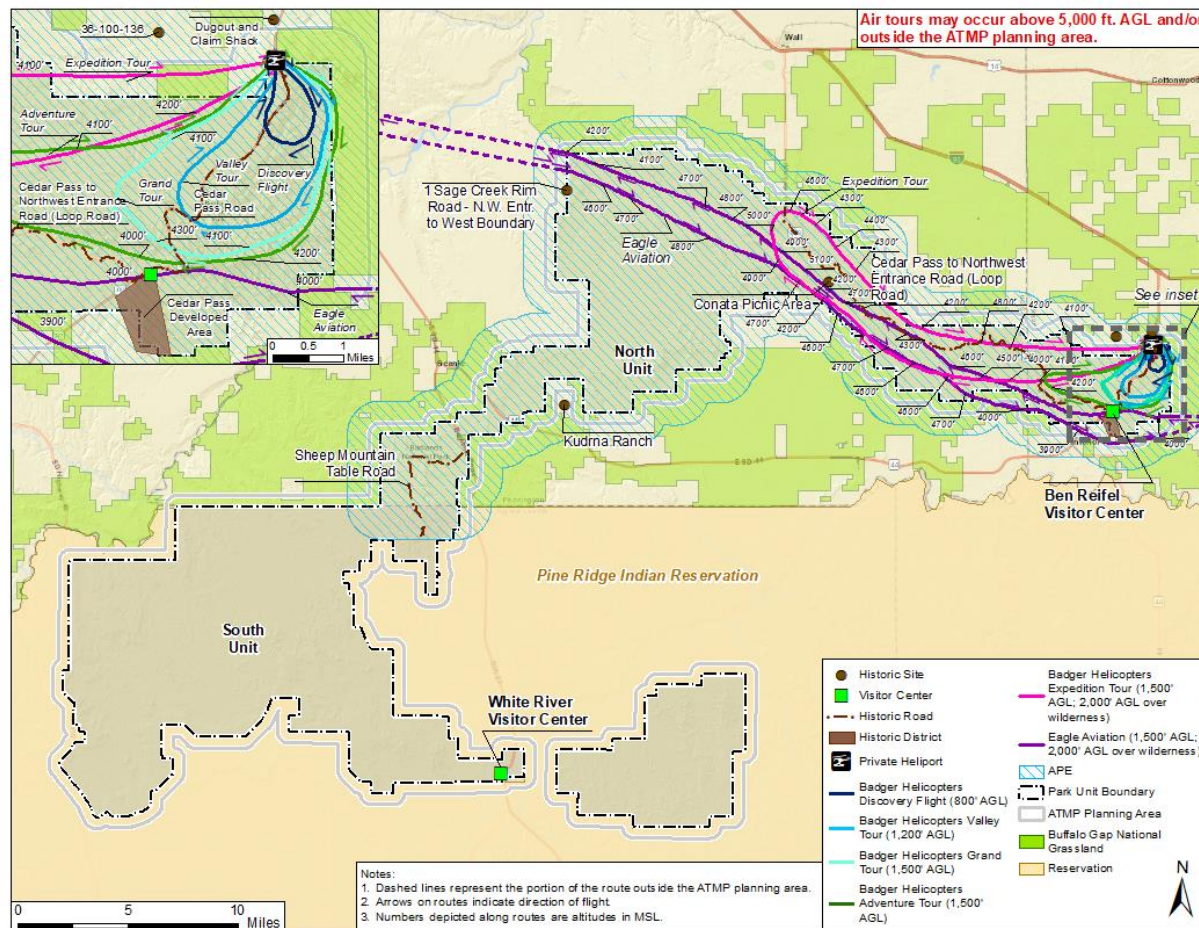 Air tours may occur above 5,000 ft. AGL and/or
outside the ATMP planning area.
36-100-136
Dugout and
Claim Shack
Expedition Tour
4100'
4200'
4100'
Adventure
Tour
4100'
Valley
Tour
Discovery
Flight
Grand
Tour
Cedar
Pass Road
Cedar Pass to
Northwest Entrance
Road (Loop Road)
4000'
4300'
4100'
4200'
4000'
4000'
Cedar Pass
Developed
Area
3900'
Eagle
Aviation
0 0.5 1
Miles
Wall
14
Cottonwood
4200'
4100'
4700'
4800'
5000'
4600'
Expedition Tour
4300'
4400'
1 Sage Creek Rim
Road - N.W. Entr.
to West Boundary
4600'
4700'
4800'
Eagle
Aviation
4900'
5100'
4300'
4200'
4700'
4900'
Cedar Pass to Northwest
Entrance Road (Loop
Road)
Conata Picnic Area
4700'
4200'
4600'
4700'
4300'
4200'
4600'
4200'
4600'
4500'
4000'
4100'
4200'
See inset
4600'
4700'
4000'
3900'
4000'
North
Unit
Scenic
Kudrna Ranch
Sheep Mountain
Table Road
Badlands
National Park
44
Ben Reifel
Visitor Center
Pine Ridge Indian Reservation
South
Unit
White River
Visitor Center
Historic Site
Visitor Center
Historic Road
Historic District
Private Heliport
Badger Helicopters
Discovery Flight (800' AGL)
Badger Helicopters Valley
Tour (1,200' AGL)
Badger Helicopters Grand
Tour (1,500' AGL)
Badger Helicopters
Adventure Tour (1,500'
AGL)
Badger Helicopters
Expedition Tour (1,500'
AGL; 2,000' AGL over
wilderness)
Eagle Aviation (1,500' AGL;
2,000' AGL over wilderness)
APE
Park Unit Boundary
ATMP Planning Area
Buffalo Gap National
Grassland
Reservation
N
Notes:
1. Dashed lines represent the portion of the route outside the ATMP planning area.
2. Arrows on routes indicate direction of flight.
3. Numbers depicted along routes are altitudes in MSL.
0 5 10
Miles